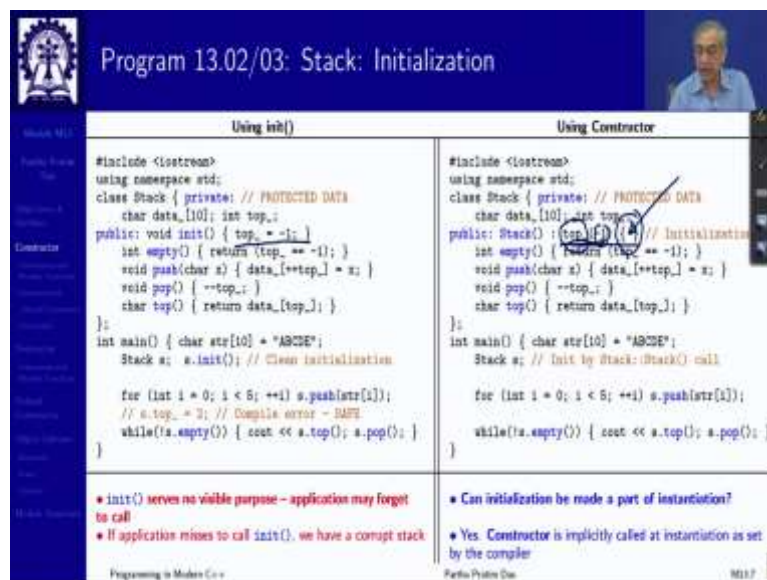 Program 13.02/03: Stack: Initialization
Using init()
#include <iostream>
using namespace std;
class Stack { private: // PROTECTED DATA
char data_[10]; int top_;
public: void init() { top_ = -1; }
int empty() { return (top_ == -1); }
void push(char x) { data_[++top_] = x; }
void pop() { --top_; }
char top() { return data_[top_]; }
};
int main() { char str[10] = "ABCDE";
Stack s; s.init(); // Clean initialization
for (int i = 0; i < 5; ++i) s.push(str[i]);
// s.top_ = 2; // Compile error - SAFE
while(!s.empty()) { cout << s.top(); s.pop(); }
}
• init() serves no visible purpose – application may forget
to call
• If application misses to call init(), we have a corrupt stack
Using Constructor
#include <iostream>
using namespace std;
class Stack { private: // PROTECTED DATA
char data_[10]; int top_;
public: Stack() : top_(-1) { } // Initialization
int empty() { return (top_ == -1); }
void push(char x) { data_[++top_] = x; }
void pop() { --top_; }
char top() { return data_[top_]; }
};
int main() { char str[10] = "ABCDE";
Stack s; // Init by Stack::Stack() call
for (int i = 0; i < 5; ++i) s.push(str[i]);
while(!s.empty()) { cout << s.top(); s.pop(); }
}
• Can initialization be made a part of instantiation?
• Yes. Constructor is implicitly called at instantiation as set
by the compiler
Module M13
Partha Pratim
Das
Constructor
Programming in Modern C++
Partha Pratim Das
M13.7